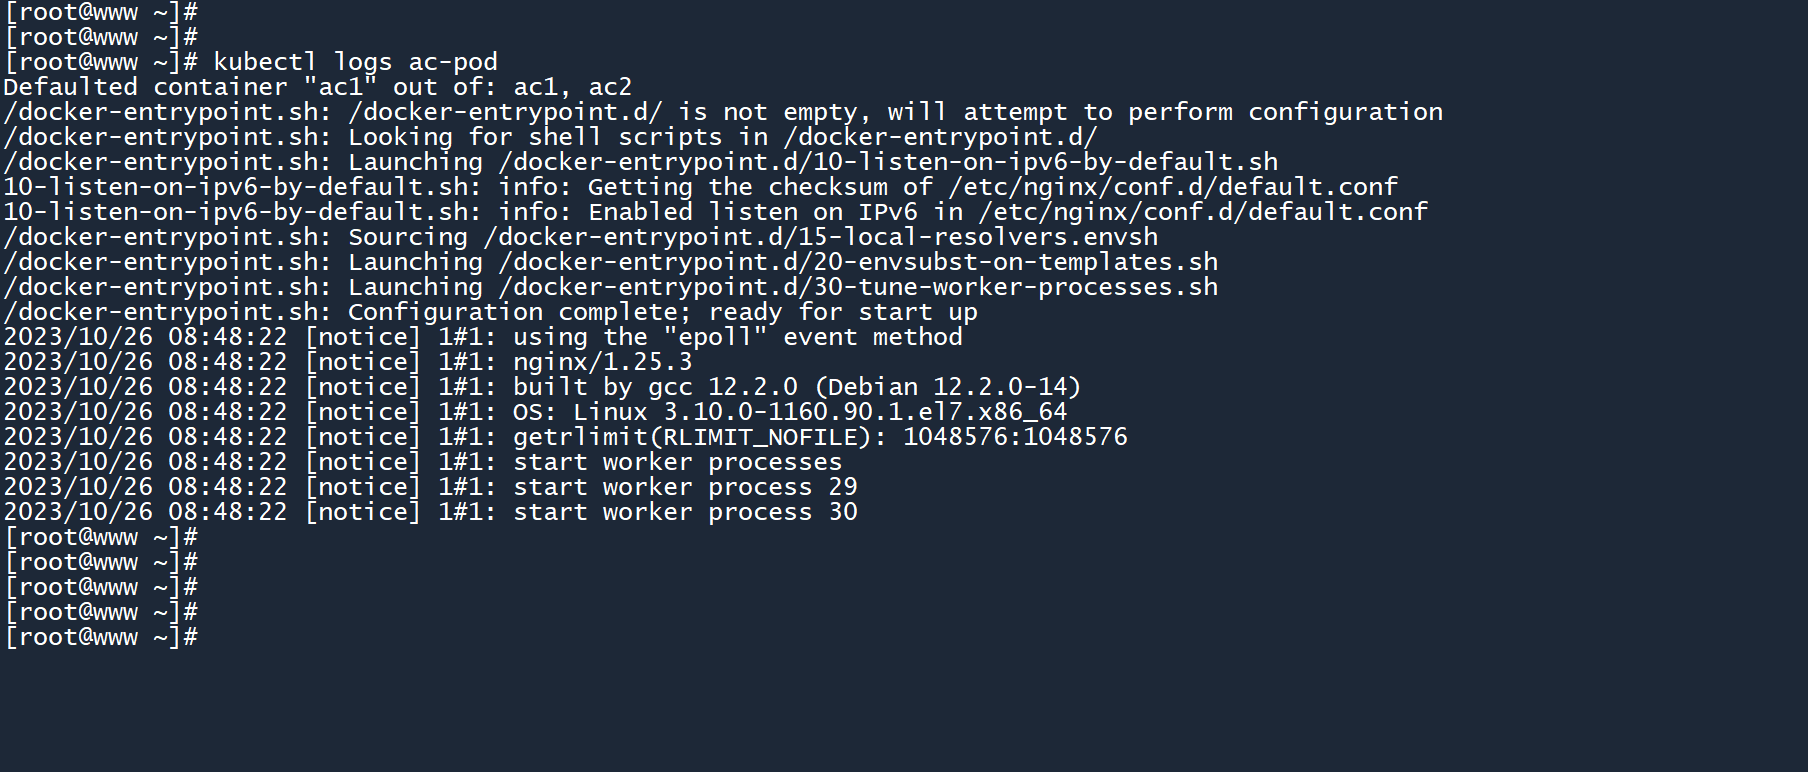 [root@www ~]#
[root@www ~]#
[root@www ~]# kubectl logs ac-pod
Defaulted container "ac1" out of: ac1, ac2
/docker-entrypoint.sh: /docker-entrypoint.d/ is not empty, will attempt to perform configuration
/docker-entrypoint.sh: Looking for shell scripts in /docker-entrypoint.d/
/docker-entrypoint.sh: Launching /docker-entrypoint.d/10-listen-on-ipv6-by-default.sh
10-listen-on-ipv6-by-default.sh: info: Getting the checksum of /etc/nginx/conf.d/default.conf
10-listen-on-ipv6-by-default.sh: info: Enabled listen on IPv6 in /etc/nginx/conf.d/default.conf
/docker-entrypoint.sh: Sourcing /docker-entrypoint.d/15-local-resolvers.envsh
/docker-entrypoint.sh: Launching /docker-entrypoint.d/20-envsubst-on-templates.sh
/docker-entrypoint.sh: Launching /docker-entrypoint.d/30-tune-worker-processes.sh
/docker-entrypoint.sh: Configuration complete; ready for start up
2023/10/26 08:48:22 [notice] 1#1: using the "epoll" event method
2023/10/26 08:48:22 [notice] 1#1: nginx/1.25.3
2023/10/26 08:48:22 [notice] 1#1: built by gcc 12.2.0 (Debian 12.2.0-14)
2023/10/26 08:48:22 [notice] 1#1: OS: Linux 3.10.0-1160.90.1.el7.x86_64
2023/10/26 08:48:22 [notice] 1#1: getrlimit(RLIMIT_NOFILE): 1048576:1048576
2023/10/26 08:48:22 [notice] 1#1: start worker processes
2023/10/26 08:48:22 [notice] 1#1: start worker process 29
2023/10/26 08:48:22 [notice] 1#1: start worker process 30
[root@www ~]#
[root@www ~]#
[root@www ~]#
[root@www ~]#
[root@www ~]#